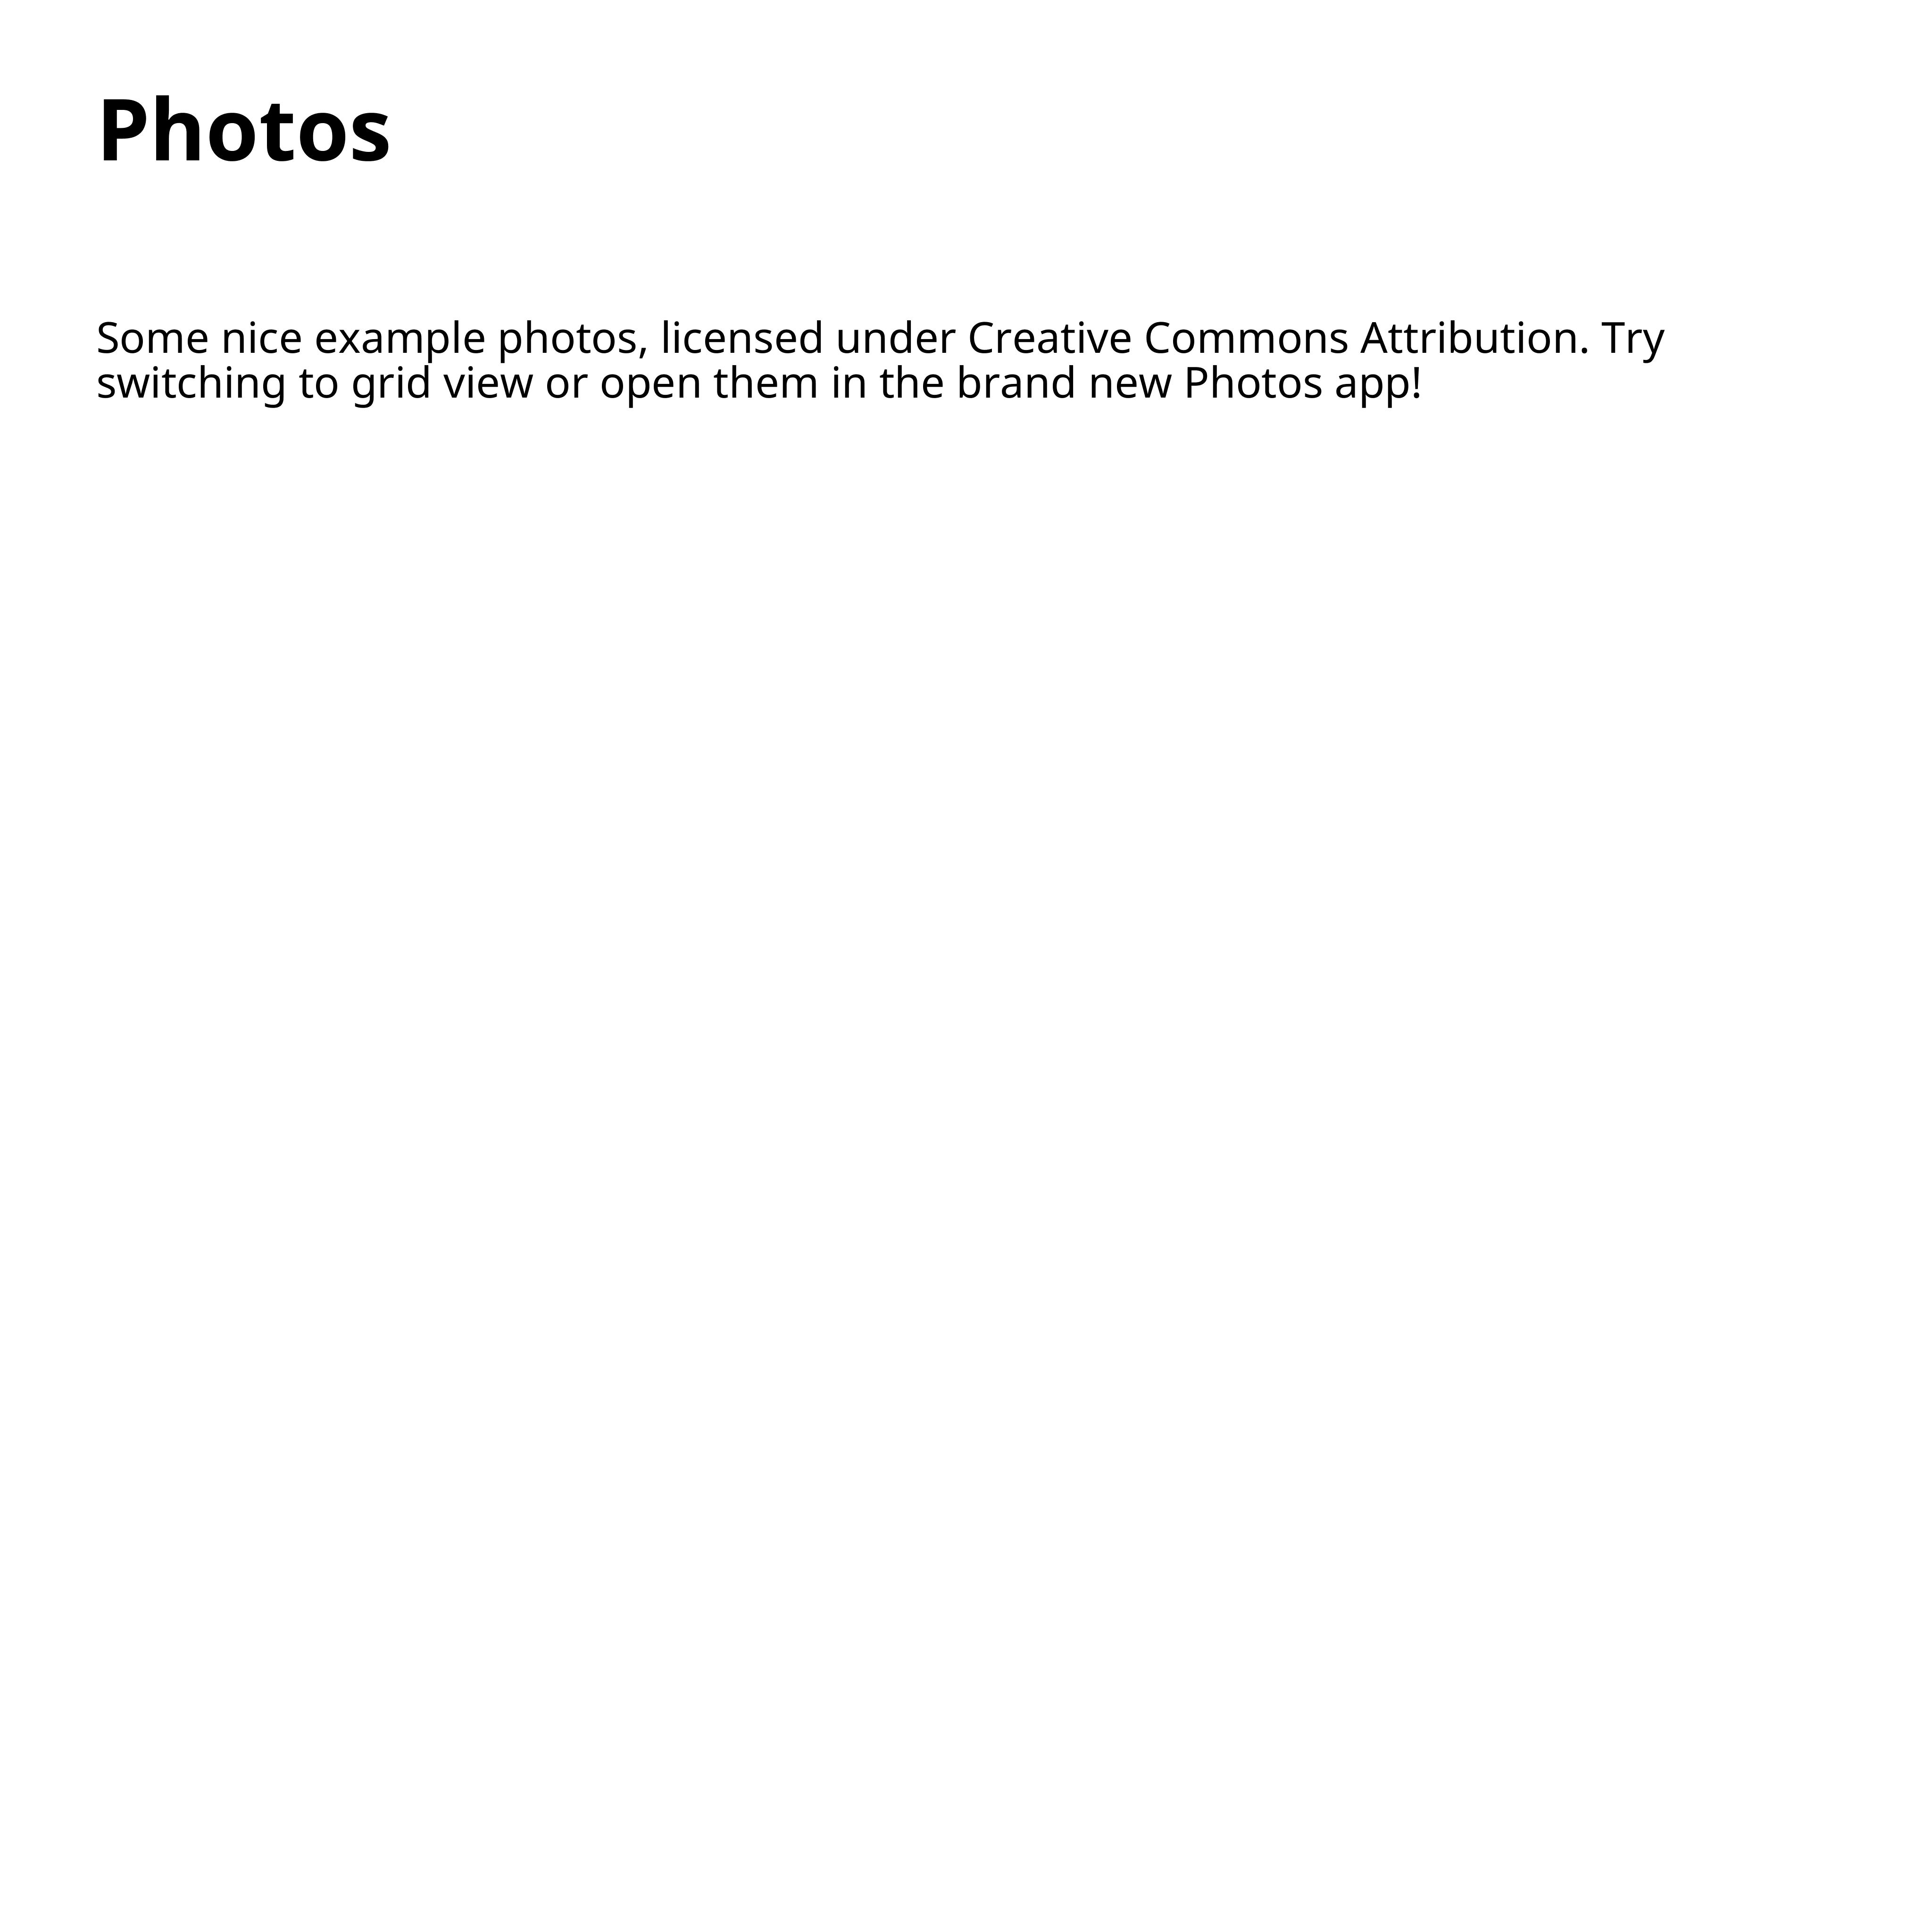 Photos
Some nice example photos, licensed under Creative Commons Attribution. Try
switching to grid view or open them in the brand new Photos app!